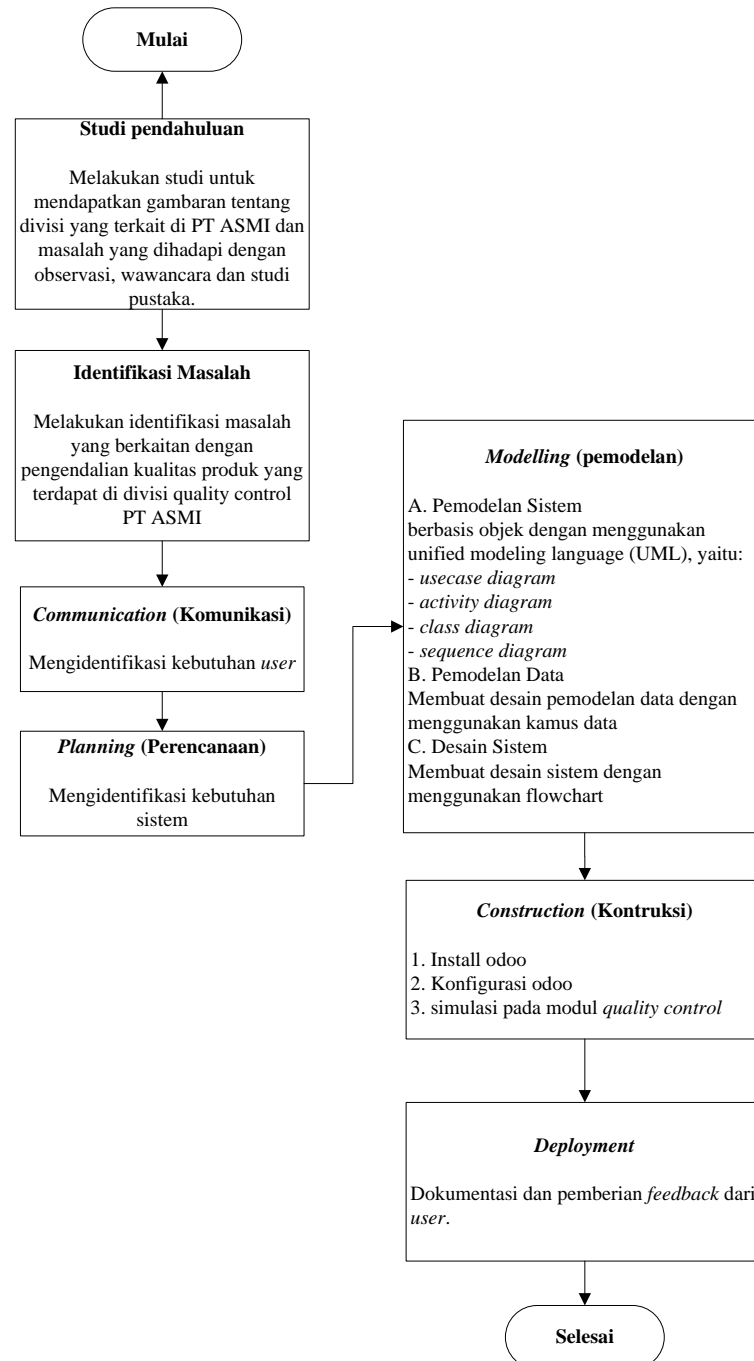 Mulai
Studi pendahuluan
Melakukan studi untuk
mendapatkan gambaran tentang
divisi yang terkait di PT ASMI dan
masalah yang dihadapi dengan
observasi, wawancara dan studi
pustaka.
Identifikasi Masalah
Melakukan identifikasi masalah
yang berkaitan dengan
pengendalian kualitas produk yang
terdapat di divisi quality control
PT ASMI
Communication (Komunikasi)
Mengidentifikasi kebutuhan user
Planning (Perencanaan)
Mengidentifikasi kebutuhan
sistem
Modelling (pemodelan)
A. Pemodelan Sistem
berbasis objek dengan menggunakan
unified modeling language (UML), yaitu:
- usecase diagram
- activity diagram
- class diagram
- sequence diagram
B. Pemodelan Data
Membuat desain pemodelan data dengan
menggunakan kamus data
C. Desain Sistem
Membuat desain sistem dengan
menggunakan flowchart
Construction (Kontruksi)
1. Install odoo
2. Konfigurasi odoo
3. simulasi pada modul quality control
Deployment
Dokumentasi dan pemberian feedback dari
user.
Selesai